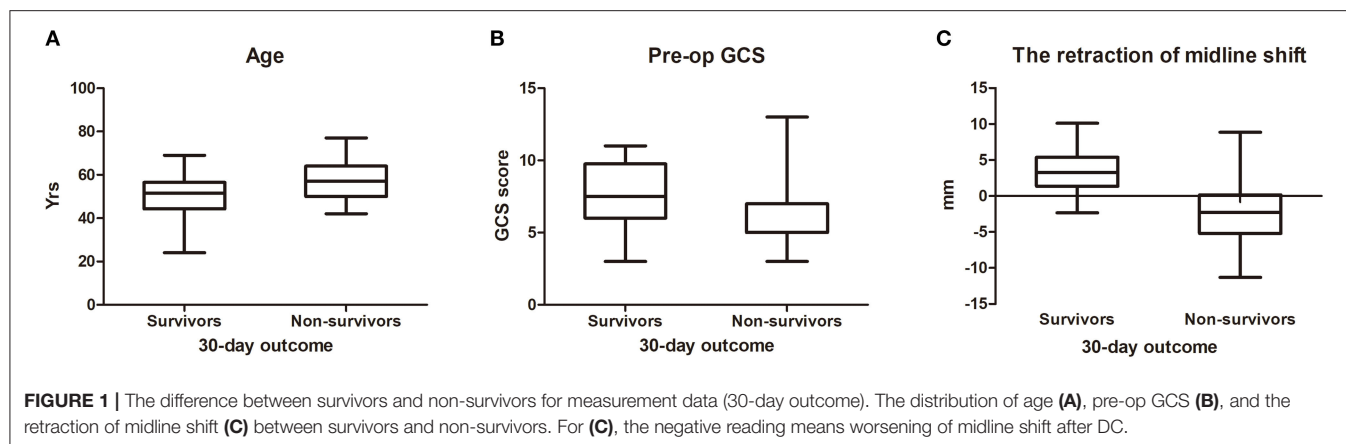 A
Age
Yrs
100
80
60
40
20
0
Survivors Non-survivors
30-day outcome
B
Pre-op GCS
GCS score
15
10
5
0
Survivors Non-survivors
30-day outcome
C
The retraction of midline shift
mm
15
10
5
0
-5
-10
-15
Survivors Non-survivors
30-day outcome
FIGURE 1 | The difference between survivors and non-survivors for measurement data (30-day outcome). The distribution of age (A), pre-op GCS (B), and the
retraction of midline shift (C) between survivors and non-survivors. For (C), the negative reading means worsening of midline shift after DC.